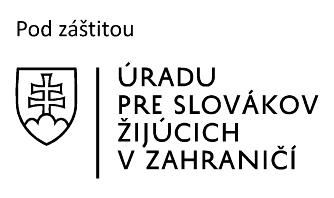 Pod záštitou
ÚRADU
PRE SLOVÁKOV
ŽIJÚCICH
V ZAHRANIČÍ